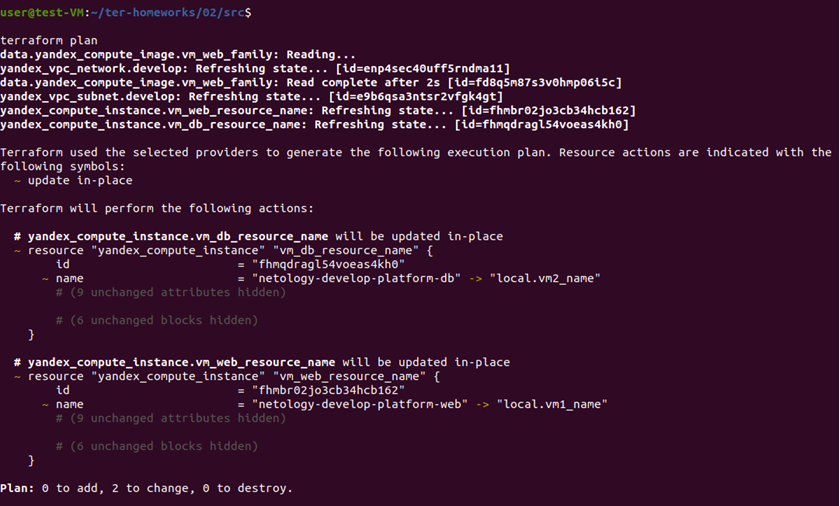 user@test-VM:~/ter-homeworks/02/src$
terraform plan
data.yandex_compute_image.vm_web_family: Reading...
yandex_vpc_network.develop: Refreshing state... [id=enp4sec40uff5rndma11]
data.yandex_compute_image.vm_web_family: Read complete after 2s [id=fd8q5m87s3v0hmp06i5c]
yandex_vpc_subnet.develop: Refreshing state... [id=e9b6qsa3ntsr2vfgk4gt]
yandex_compute_instance.vm_web_resource_name: Refreshing state... [id=fhmbr02jo3cb34hcb162]
yandex_compute_instance.vm_db_resource_name: Refreshing state... [id=fhmqdragl54voeas4kh0]
Terraform used the selected providers to generate the following execution plan. Resource actions are indicated with the
following symbols:
  ~ update in-place
Terraform will perform the following actions:
  # yandex_compute_instance.vm_db_resource_name will be updated in-place
  ~ resource "yandex_compute_instance" "vm_db_resource_name" {
        id                        = "fhmqdragl54voeas4kh0"
      ~ name                      = "netology-develop-platform-db" -> "local.vm2_name"
        # (9 unchanged attributes hidden)
        # (6 unchanged blocks hidden)
    }
  # yandex_compute_instance.vm_web_resource_name will be updated in-place
  ~ resource "yandex_compute_instance" "vm_web_resource_name" {
        id                        = "fhmbr02jo3cb34hcb162"
      ~ name                      = "netology-develop-platform-web" -> "local.vm1_name"
        # (9 unchanged attributes hidden)
        # (6 unchanged blocks hidden)
    }
Plan: 0 to add, 2 to change, 0 to destroy.